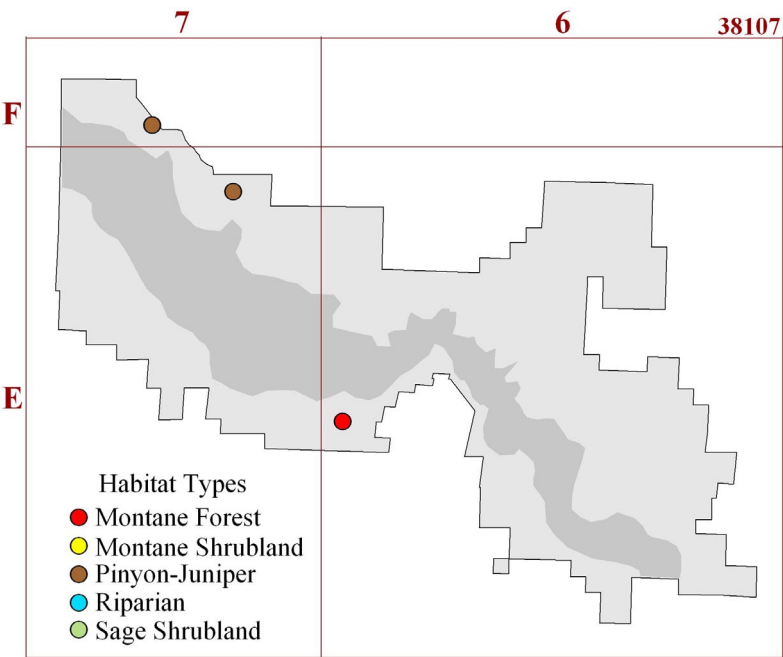 7 6 38107
F
E
Habitat Types
Montane Forest
Montane Shrubland
Pinyon-Juniper
Riparian
Sage Shrubland